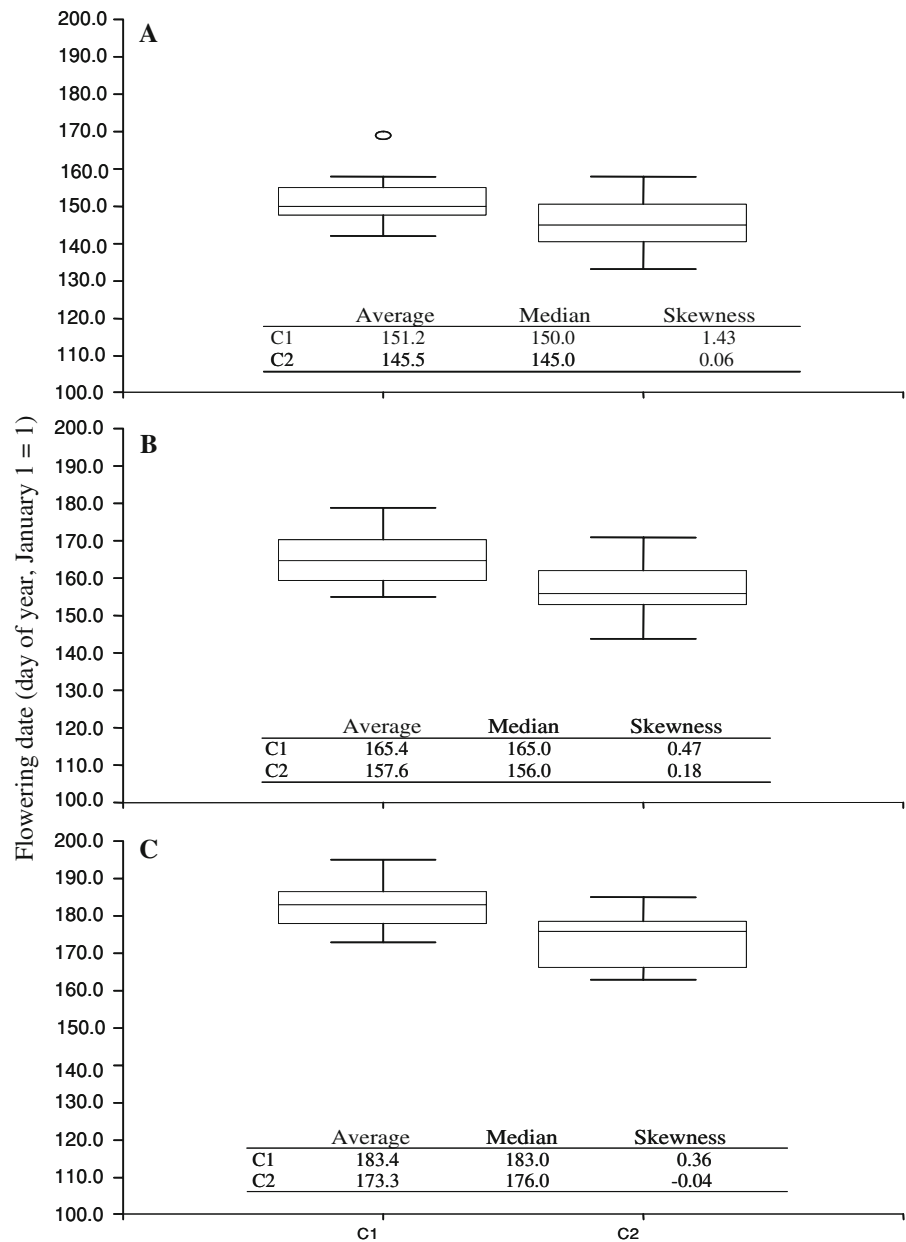 Flowering date (day of year, January 1 = 1)
A
200.0
190.0
180.0
170.0
160.0
150.0
140.0
130.0
120.0
110.0
100.0
Average Median Skewness
C1 151.2 150.0 1.43
C2 145.5 145.0 0.06
B
200.0
190.0
180.0
170.0
160.0
150.0
140.0
130.0
120.0
110.0
100.0
Average Median Skewness
C1 165.4 165.0 0.47
C2 157.6 156.0 0.18
C
200.0
190.0
180.0
170.0
160.0
150.0
140.0
130.0
120.0
110.0
100.0
Average Median Skewness
C1 183.4 183.0 0.36
C2 173.3 176.0 -0.04
C1 C2